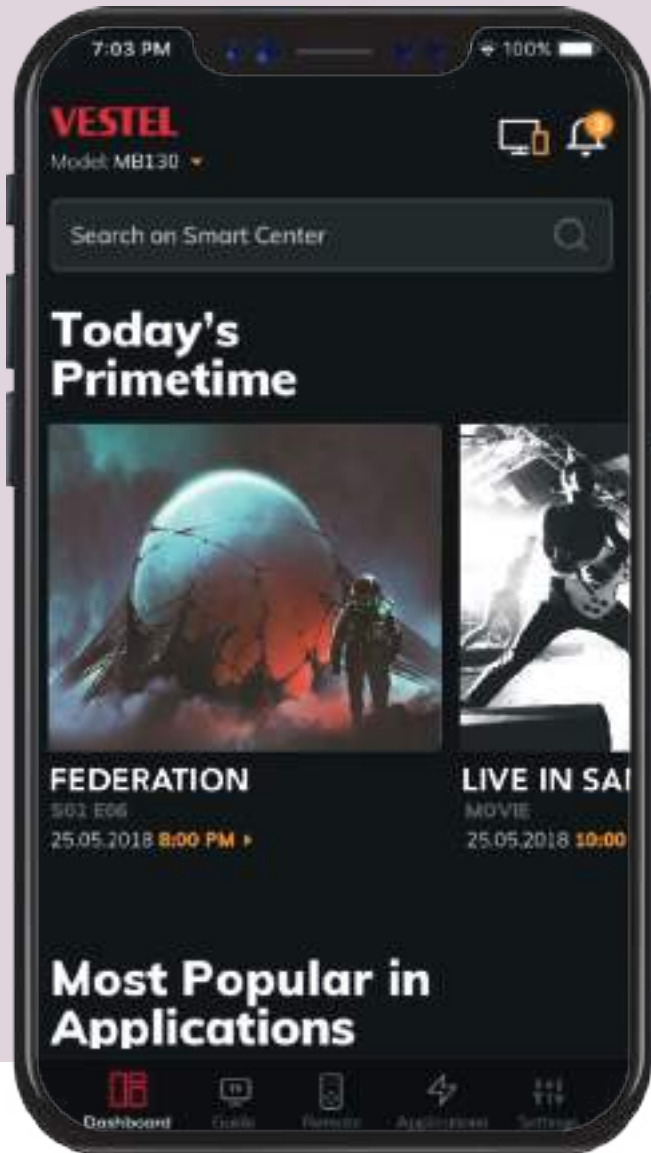 7:03 PM
100%
VESTEL
3
Model: MB130
Search on Smart Center
Today's
Primetime
FEDERATION
S01 E06
25.05.2018 8:00 PM
LIVE IN SAN
MOVIE
25.05.2018 10:00
Most Popular in
Applications
Dashboard
Guide
Remote
Applications
Settings